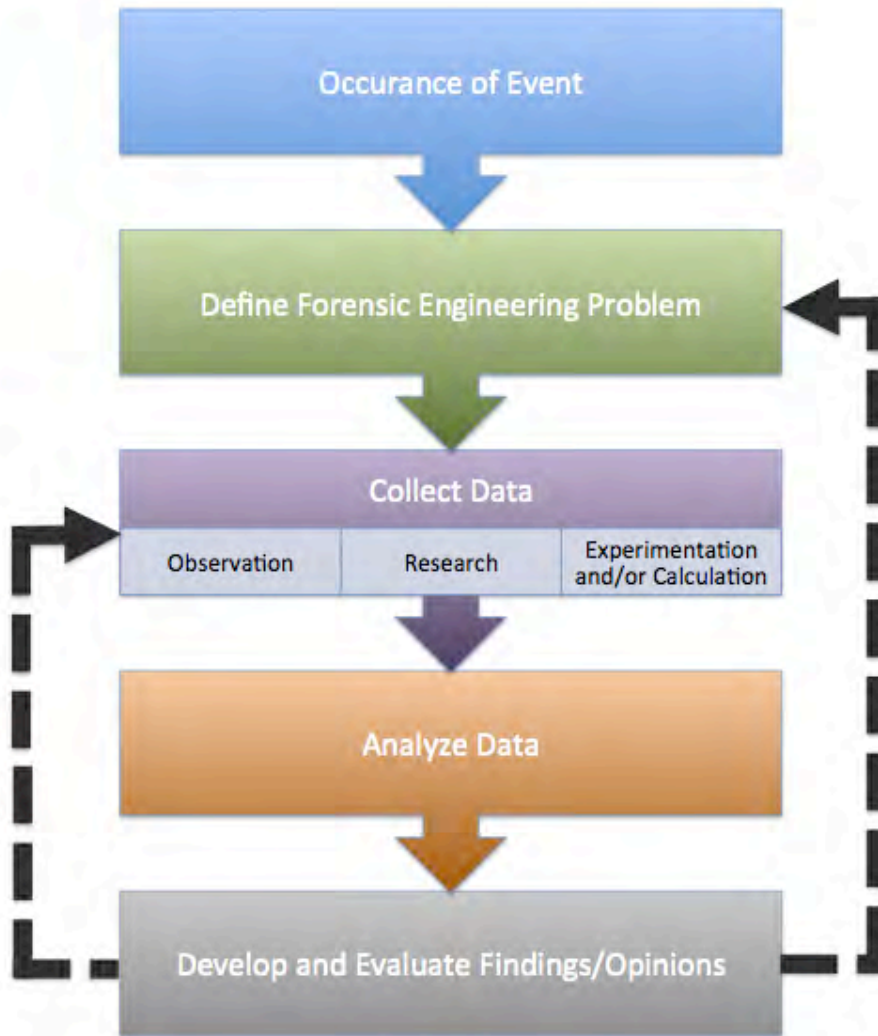 Occurance of Event
Define Forensic Engineering Problem
Collect Data
Observation
Research
Experimentation
and/or Calculation
Analyze Data
Develop and Evaluate Findings/Opinions